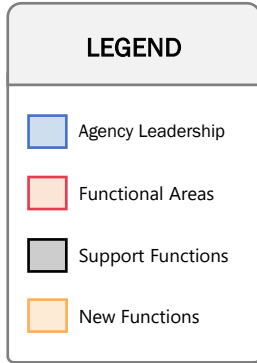 LEGEND
Agency Leadership
Functional Areas
Support Functions
New Functions